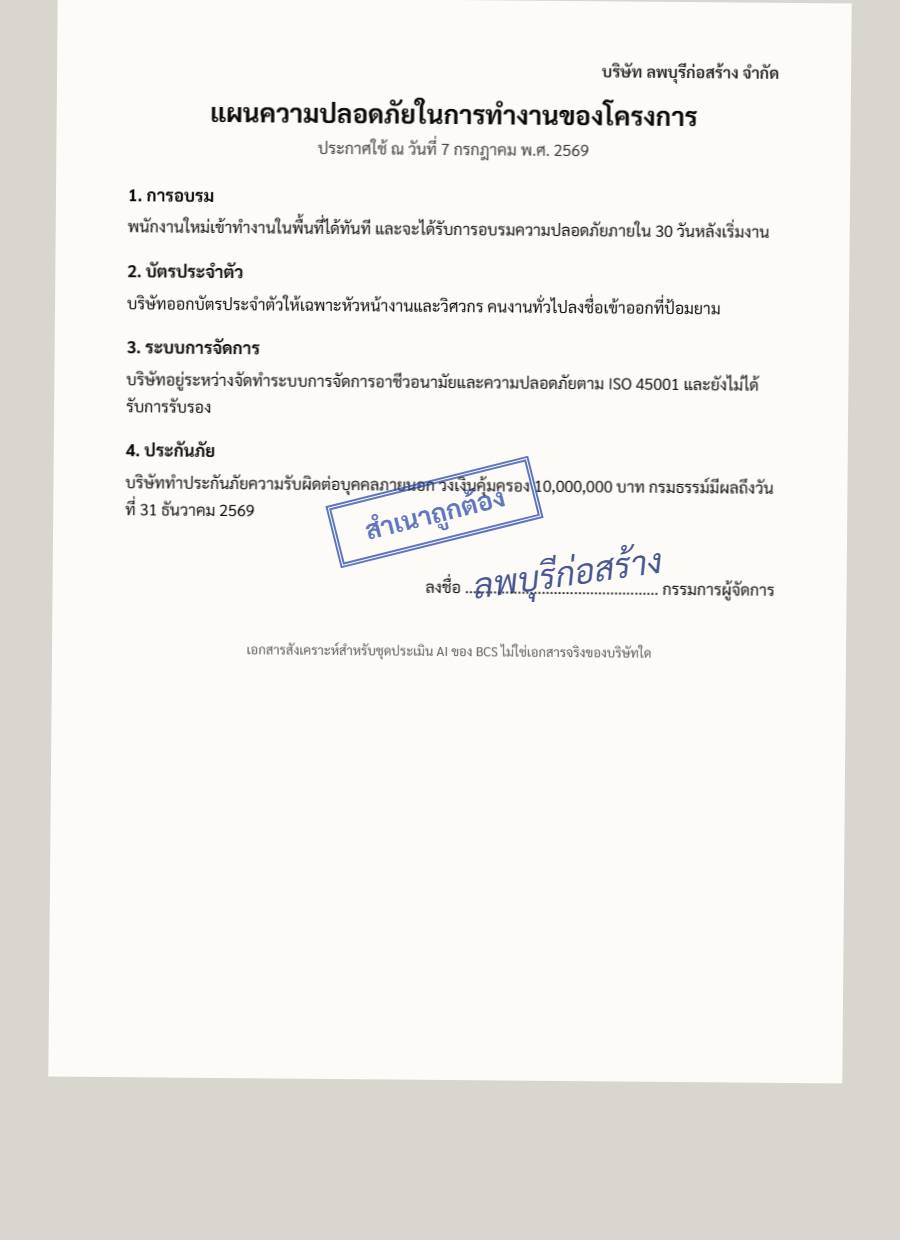 บริษัท ลพบุรีก่อสร้าง จำกัด
แผนความปลอดภัยในการทำงานของโครงการ
ประกาศใช้ ณ วันที่ 7 กรกฎาคม พ.ศ. 2569
1. การอบรม
พนักงานใหม่เข้าทำงานในพื้นที่ได้ทันที และจะได้รับการอบรมความปลอดภัยภายใน 30 วันหลังเริ่มงาน
2. บัตรประจำตัว
บริษัทออกบัตรประจำตัวให้เฉพาะหัวหน้างานและวิศวกร คนงานทั่วไปลงชื่อเข้าออกที่ป้อมยาม
3. ระบบการจัดการ
บริษัทอยู่ระหว่างจัดทำระบบการจัดการอาชีวอนามัยและความปลอดภัยตาม ISO 45001 และยังไม่ได้
รับการรับรอง
4. ประกันภัย
บริษัททำประกันภัยความรับผิดต่อบุคคลภายนอก วงเงินคุ้มครอง 10,000,000 บาท กรมธรรม์มีผลถึงวัน
ที่ 31 ธันวาคม 2569
สำเนาถูกต้อง
ลงชื่อ ลพบุรีก่อสร้าง กรรมการผู้จัดการ
เอกสารสังเคราะห์สำหรับชุดประเมิน AI ของ BCS ไม่ใช่เอกสารจริงของบริษัทใด